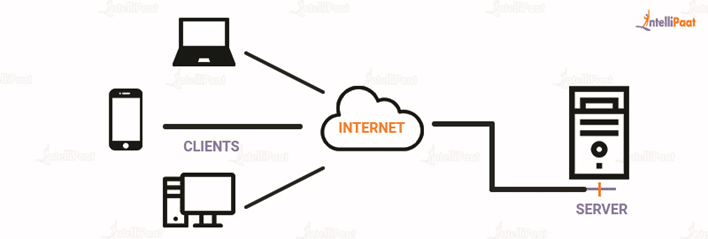 IntelliPaat
INTERNET
CLIENTS
SERVER